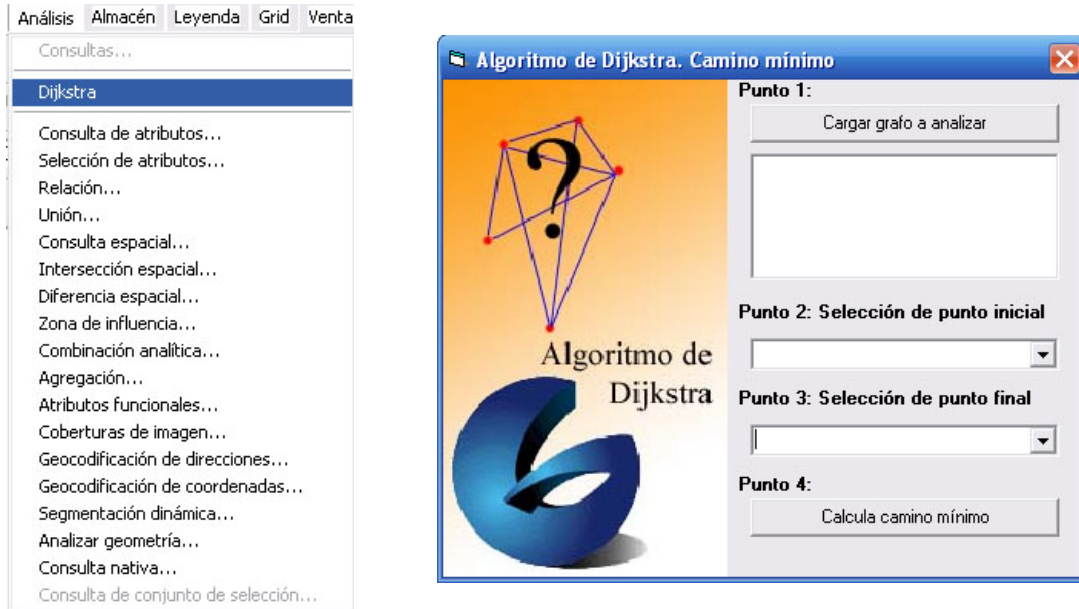 Análisis Almacén Leyenda Grid Venta
Consultas...
Dijkstra
Consulta de atributos...
Selección de atributos...
Relación...
Unión...
Consulta espacial...
Intersección espacial...
Diferencia espacial...
Zona de influencia...
Combinación analítica...
Agregación...
Atributos funcionales...
Coberturas de imagen...
Geocodificación de direcciones...
Geocodificación de coordenadas...
Segmentación dinámica...
Analizar geometría...
Consulta nativa...
Consulta de conjunto de selección...
Algoritmo de Dijkstra. Camino mínimo
?
Algoritmo de
Dijkstra
Punto 1:
Cargar grafo a analizar
Punto 2: Selección de punto inicial
Punto 3: Selección de punto final
Punto 4:
Calcula camino mínimo